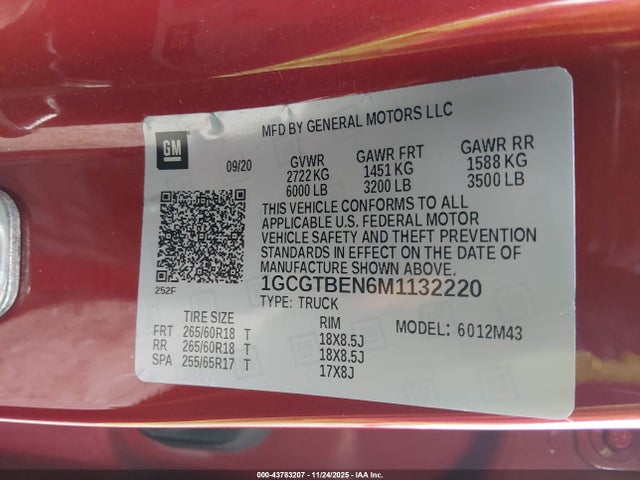 MFD BY GENERAL MOTORS LLC
GM
09/20 GVWR GAWR FRT GAWR RR
2722 KG 1451 KG 1588 KG
6000 LB 3200 LB 3500 LB
THIS VEHICLE CONFORMS TO ALL
APPLICABLE U.S. FEDERAL MOTOR
VEHICLE SAFETY AND THEFT PREVENTION
STANDARDS IN EFFECT ON THE DATE OF
MANUFACTURE SHOWN ABOVE.
252F
1GCGTBEN6M1132220
TYPE: TRUCK
TIRE SIZE RIM MODEL: 6012M43
FRT 265/60R18 T 18X8.5J
RR 265/60R18 T 18X8.5J
SPA 255/65R17 T 17X8J
000-43783207 - 11/24/2025 - IAA Inc.